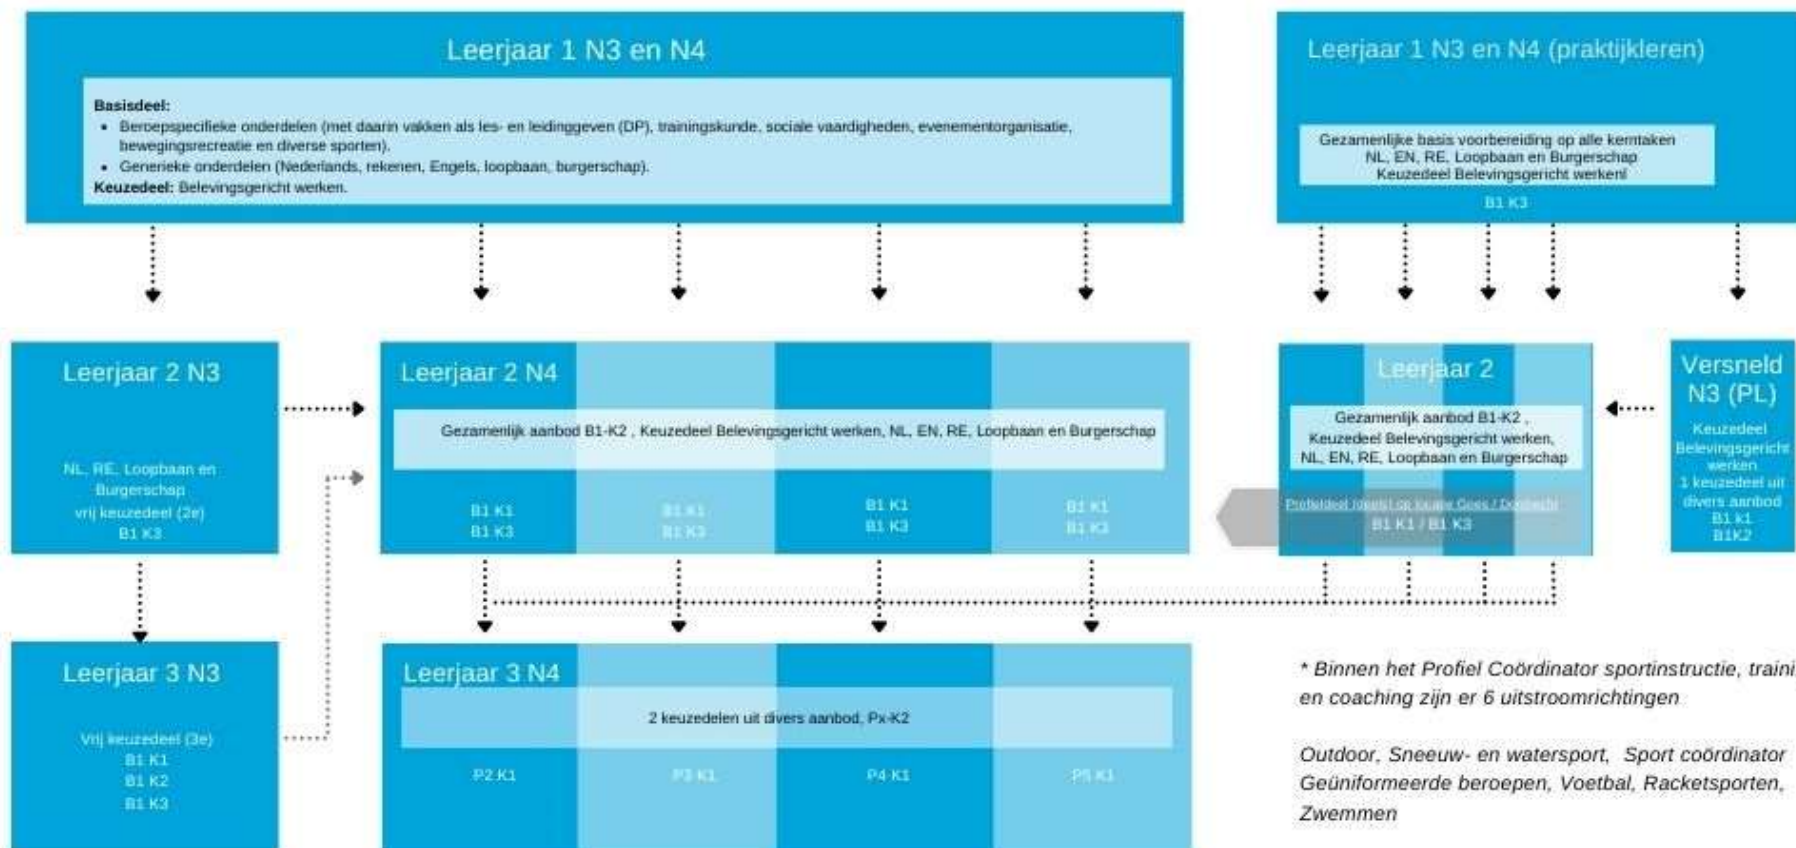 Leerjaar 1 N3 en N4
Basisdeel:
• Beroepspecifieke onderdelen (met daarin vakken als les- en leidinggeven (DP), trainingskunde, sociale vaardigheden, evenementorganisatie,
bewegingsrecreatie en diverse sporten).
• Generieke onderdelen (Nederlands, rekenen, Engels, loopbaan, burgerschap).
Keuzedeel: Belevingsgericht werken.
Leerjaar 1 N3 en N4 (praktijkleren)
Gezamenlijke basis voorbereiding op alle kerntaken
NL, EN, RE, Loopbaan en Burgerschap
Keuzedeel Belevingsgericht werkenl
B1 K3
Leerjaar 2 N3
NL, RE, Loopbaan en
Burgerschap
vrij keuzedeel (2e)
B1 K3
Leerjaar 2 N4
Gezamenlijk aanbod B1-K2 , Keuzedeel Belevingsgericht werken, NL, EN, RE, Loopbaan en Burgerschap
B1 K1
B1 K3
B1 K1
B1 K3
B1 K1
B1 K3
B1 K1
B1 K3
Leerjaar 2
Gezamenlijk aanbod B1-K2 ,
Keuzedeel Belevingsgericht werken,
NL, EN, RE, Loopbaan en Burgerschap
Profieldeel op locatie Goes / Dordrecht
B1 K1 / B1 K3
Versneld
N3 (PL)
Keuzedeel
Belevingsgericht
werken
1 keuzedeel uit
divers aanbod
B1 k1
B1K2
Leerjaar 3 N3
Vrij keuzedeel (3e)
B1 K1
B1 K2
B1 K3
Leerjaar 3 N4
2 keuzedelen uit divers aanbod, Px-K2
P2 K1
P3 K1
P4 K1
P5 K1
* Binnen het Profiel Coördinator sportinstructie, traini
en coaching zijn er 6 uitstroomrichtingen
Outdoor, Sneeuw- en watersport, Sport coördinator
Geüniformeerde beroepen, Voetbal, Racketsporten,
Zwemmen